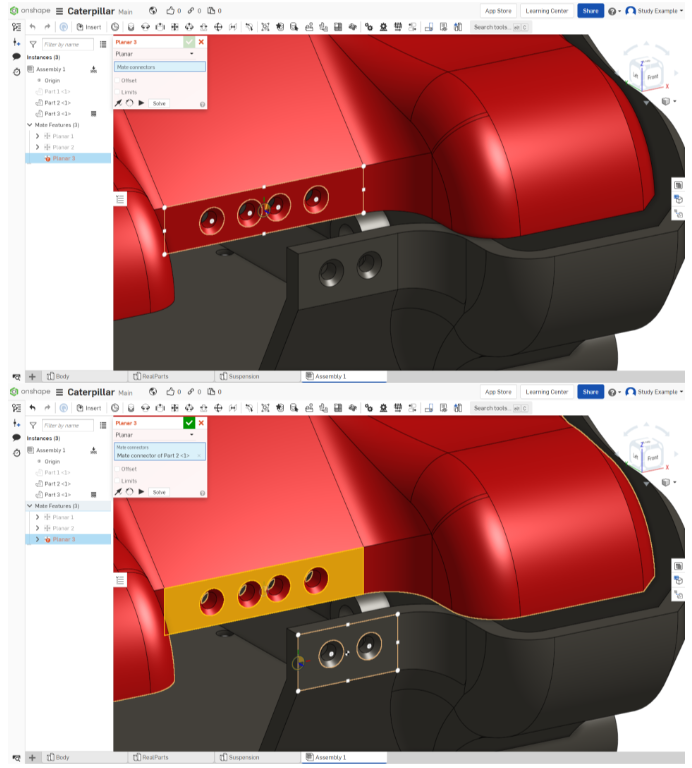 onshape Caterpillar Main 0 0 0 App Store Learning Center Share Study Example
Insert Search tools...
Filter by name
Instances (3)
Assembly 1
Origin
Part 1 <1>
Part 2 <1>
Part 3 <1>
Mate Features (3)
Planar 1
Planar 2
Planar 3
Planar 3
Planar
Mate connectors
Offset
Limits
Solve
Z
Front
X
Body RealParts Suspension Assembly 1
onshape Caterpillar Main 0 0 0 App Store Learning Center Share Study Example
Insert Search tools...
Filter by name
Instances (3)
Assembly 1
Origin
Part 1 <1>
Part 2 <1>
Part 3 <1>
Mate Features (3)
Planar 1
Planar 2
Planar 3
Planar 3
Planar
Mate connectors
Mate connector of Part 2 <1>
Offset
Limits
Solve
Z
Front
X
Body RealParts Suspension Assembly 1